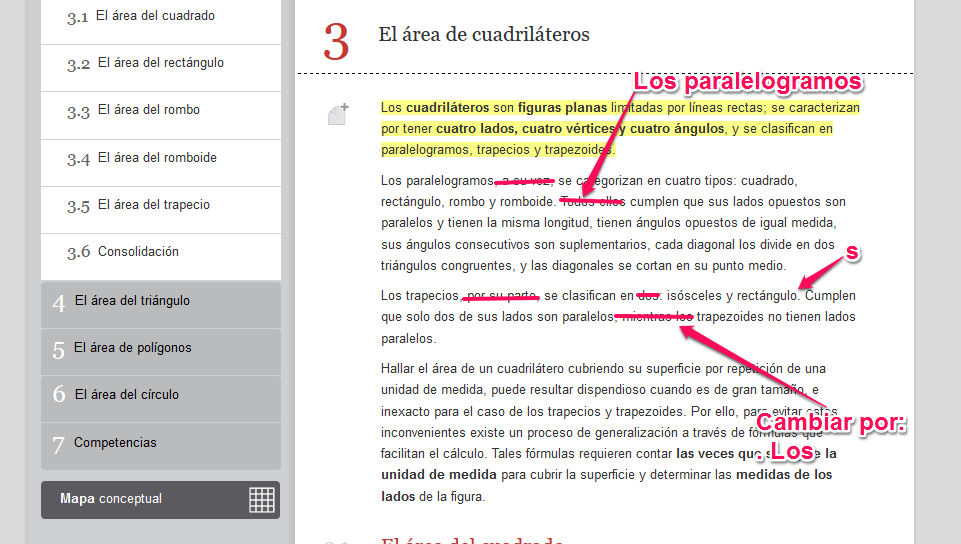 3.1 El área del cuadrado
3.2 El área del rectángulo
3.3 El área del rombo
3.4 El área del romboide
3.5 El área del trapecio
3.6 Consolidación
4 El área del triángulo
5 El área de polígonos
6 El área del círculo
7 Competencias
Mapa conceptual
3 El área de cuadriláteros
Los paralelogramos
Los cuadriláteros son figuras planas limitadas por líneas rectas; se caracterizan
por tener cuatro lados, cuatro vértices y cuatro ángulos, y se clasifican en
paralelogramos, trapecios y trapezoides.
Los paralelogramos, a su vez, se categorizan en cuatro tipos: cuadrado,
rectángulo, rombo y romboide. Todos ellos cumplen que sus lados opuestos son
paralelos y tienen la misma longitud, tienen ángulos opuestos de igual medida,
sus ángulos consecutivos son suplementarios, cada diagonal los divide en dos
triángulos congruentes, y las diagonales se cortan en su punto medio.
s
Los trapecios, por su parte, se clasifican en dos: isósceles y rectángulo. Cumplen
que solo dos de sus lados son paralelos; mientras los trapezoides no tienen lados
paralelos.
Hallar el área de un cuadrilátero cubriendo su superficie por repetición de una
unidad de medida, puede resultar dispendioso cuando es de gran tamaño, e
inexacto para el caso de los trapecios y trapezoides. Por ello, para evitar estos
Cambiar por:
. Los
inconvenientes existe un proceso de generalización a través de fórmulas que
facilitan el cálculo. Tales fórmulas requieren contar las veces que la
unidad de medida para cubrir la superficie y determinar las medidas de los
lados de la figura.
El área del cuadrado